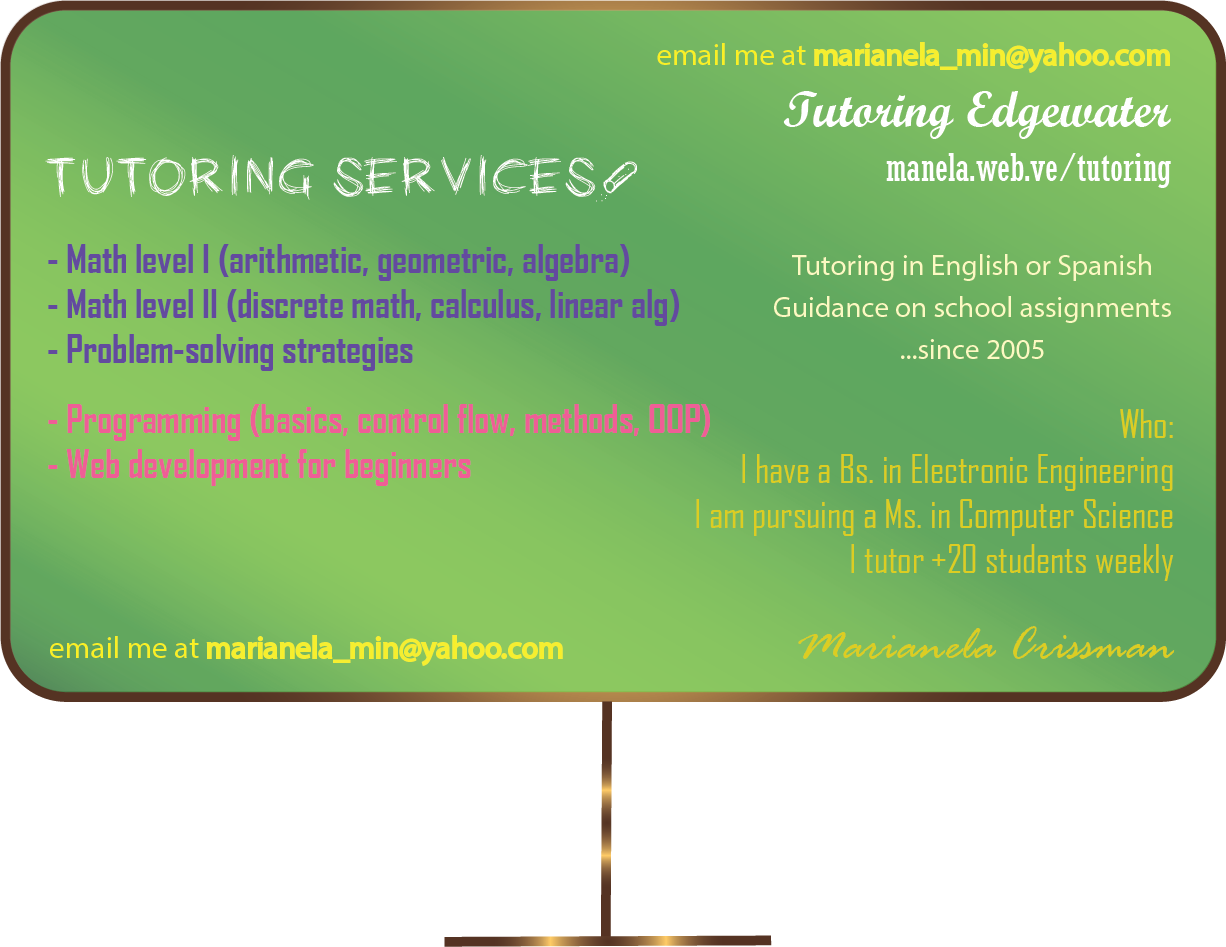 email me at marianela_min@yahoo.com
Tutoring Edgewater
manela.web.ve/tutoring
TUTORING SERVICES
- Math level I (arithmetic, geometric, algebra)
- Math level II (discrete math, calculus, linear alg)
- Problem-solving strategies
- Programming (basics, control flow, methods, OOP)
- Web development for beginners
Tutoring in English or Spanish
Guidance on school assignments
...since 2005
Who:
I have a Bs. in Electronic Engineering
I am pursuing a Ms. in Computer Science
I tutor +20 students weekly
email me at marianela_min@yahoo.com
Marianela Crissman